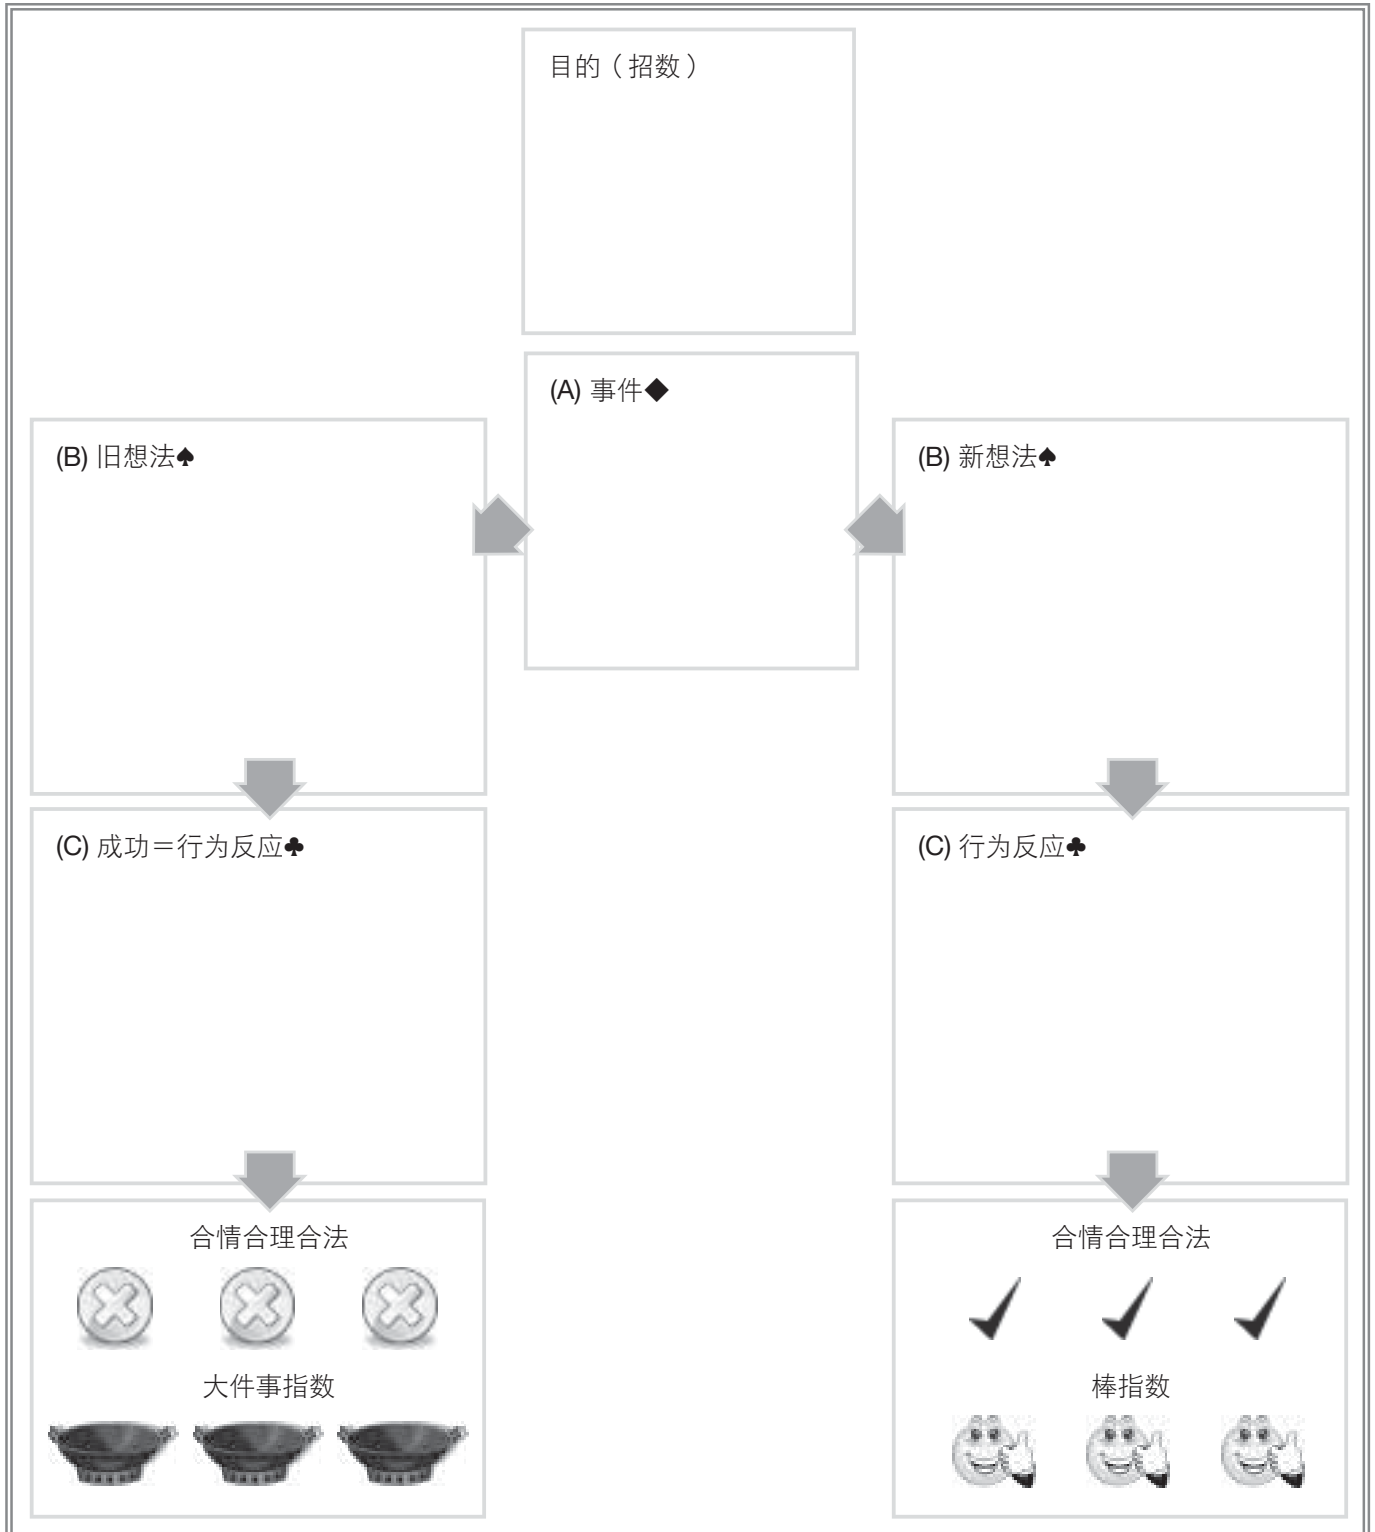 目的（招数）
(A) 事件◆
(B) 旧想法♠
(B) 新想法♠
(C) 成功＝行为反应♣
(C) 行为反应♣
合情合理合法
大件事指数
合情合理合法
棒指数